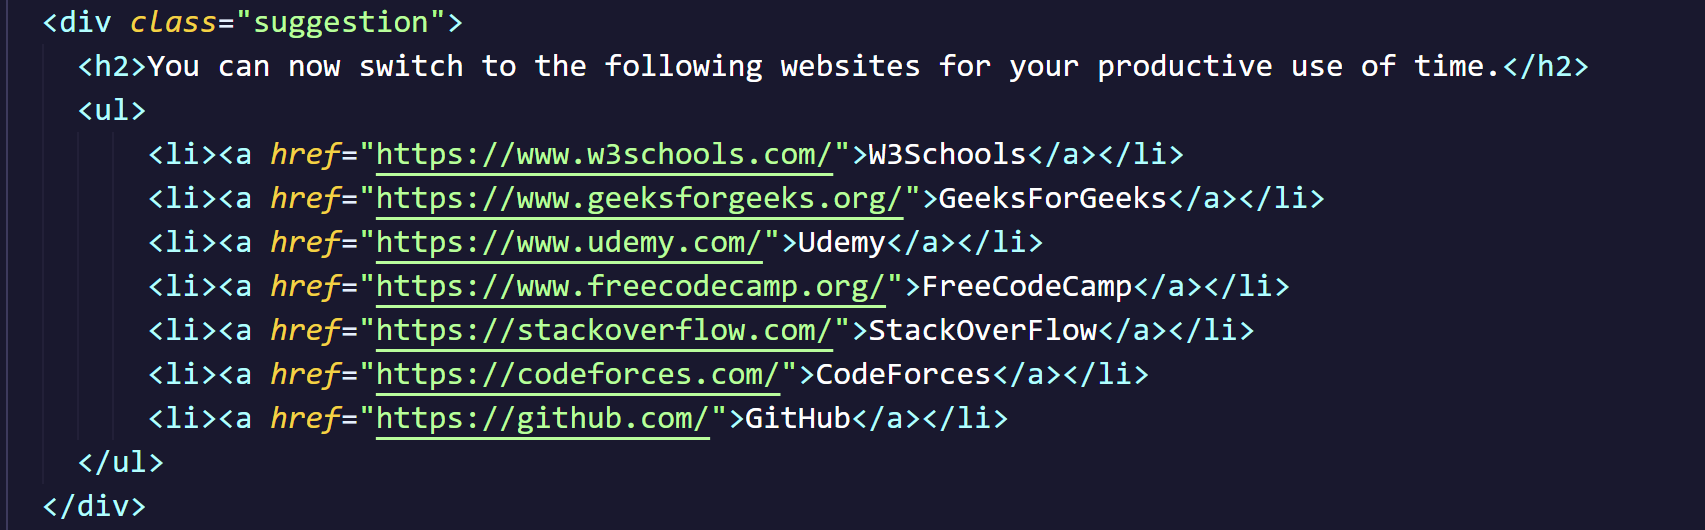 <div class="suggestion">
<h2>You can now switch to the following websites for your productive use of time.</h2>
<ul>
<li><a href="https://www.w3schools.com/">W3Schools</a></li>
<li><a href="https://www.geeksforgeeks.org/">GeeksForGeeks</a></li>
<li><a href="https://www.udemy.com/">Udemy</a></li>
<li><a href="https://www.freecodecamp.org/">FreeCodeCamp</a></li>
<li><a href="https://stackoverflow.com/">StackOverFlow</a></li>
<li><a href="https://codeforces.com/">CodeForces</a></li>
<li><a href="https://github.com/">GitHub</a></li>
</ul>
</div>